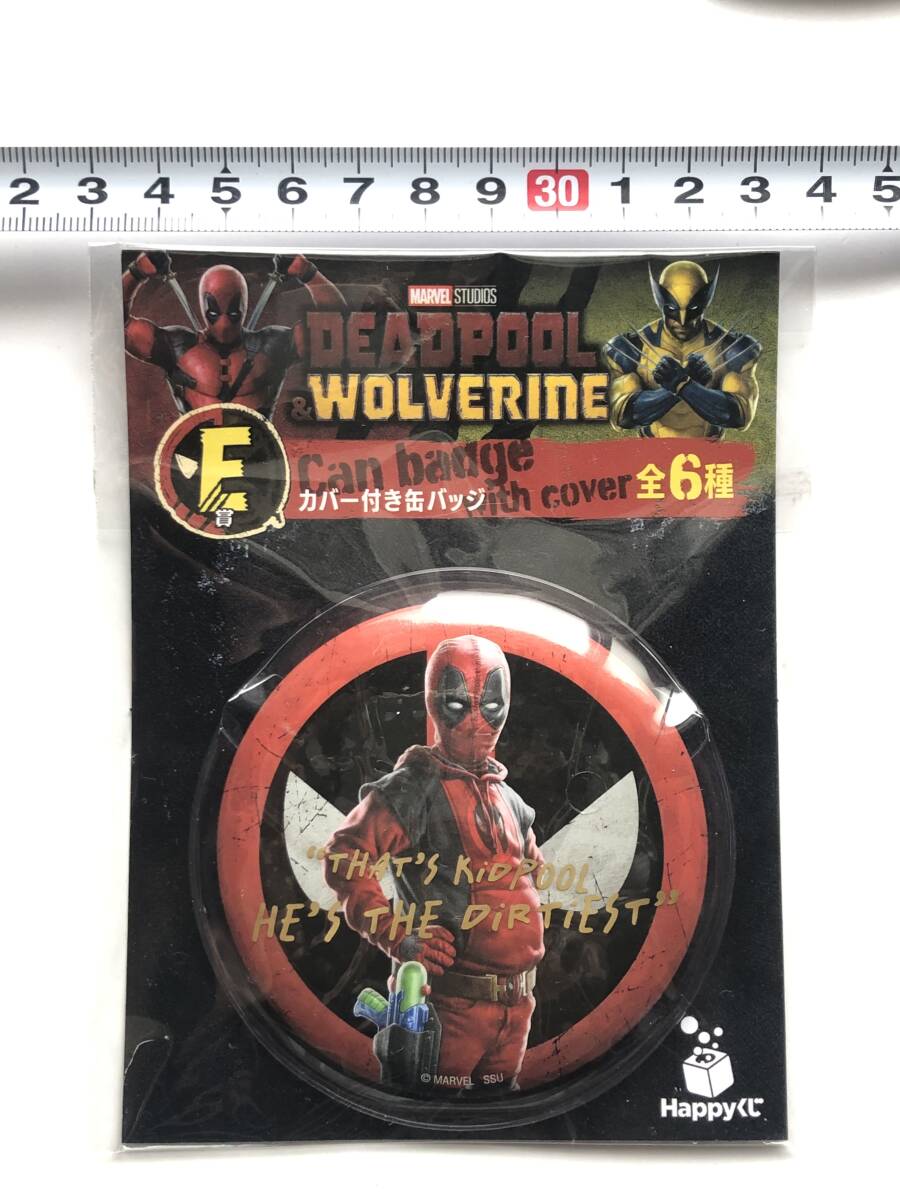 2 3 4 5 6 7 8 9 30 1 2 3 4 5
MARVEL STUDIOS
DEADPOOL
&WOLVERINE
F賞
Can badge
with cover
カバー付き缶バッジ
全6種
"THAT'S KiDPOOL
HE'S THE DiRTiEST"
© MARVEL SSU
Happyくじ